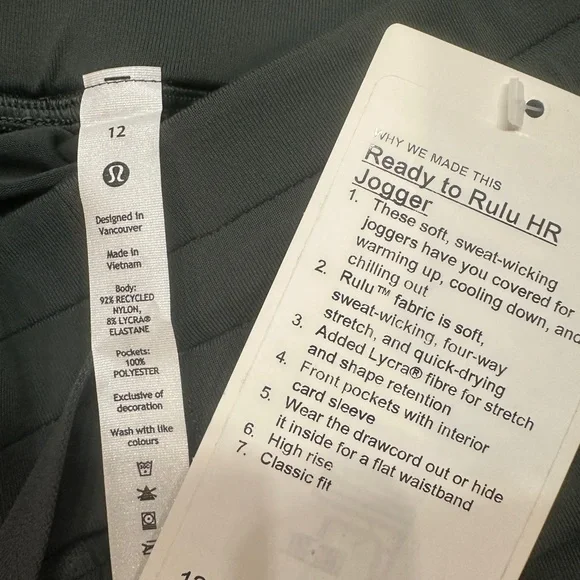 12
Designed in
Vancouver
Made in
Vietnam
Body:
92% RECYCLED
NYLON,
8% LYCRA®
ELASTANE
Pockets:
100%
POLYESTER
Exclusive of
decoration
Wash with like
colours
WHY WE MADE THIS
Ready to Rulu HR
Jogger
1. These soft, sweat-wicking
joggers have you covered for
warming up, cooling down, and
chilling out
2. Rulu™ fabric is soft,
sweat-wicking, four-way
stretch, and quick-drying
3. Added Lycra® fibre for stretch
and shape retention
4. Front pockets with interior
card sleeve
5. Wear the drawcord out or hide
it inside for a flat waistband
6. High rise
7. Classic fit